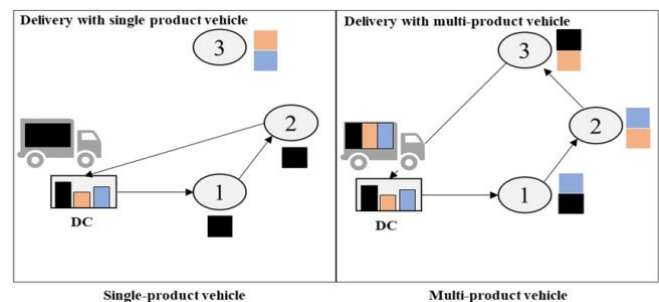 Delivery with single product vehicle
3
2
1
DC
Single-product vehicle
Delivery with multi-product vehicle
3
2
1
DC
Multi-product vehicle